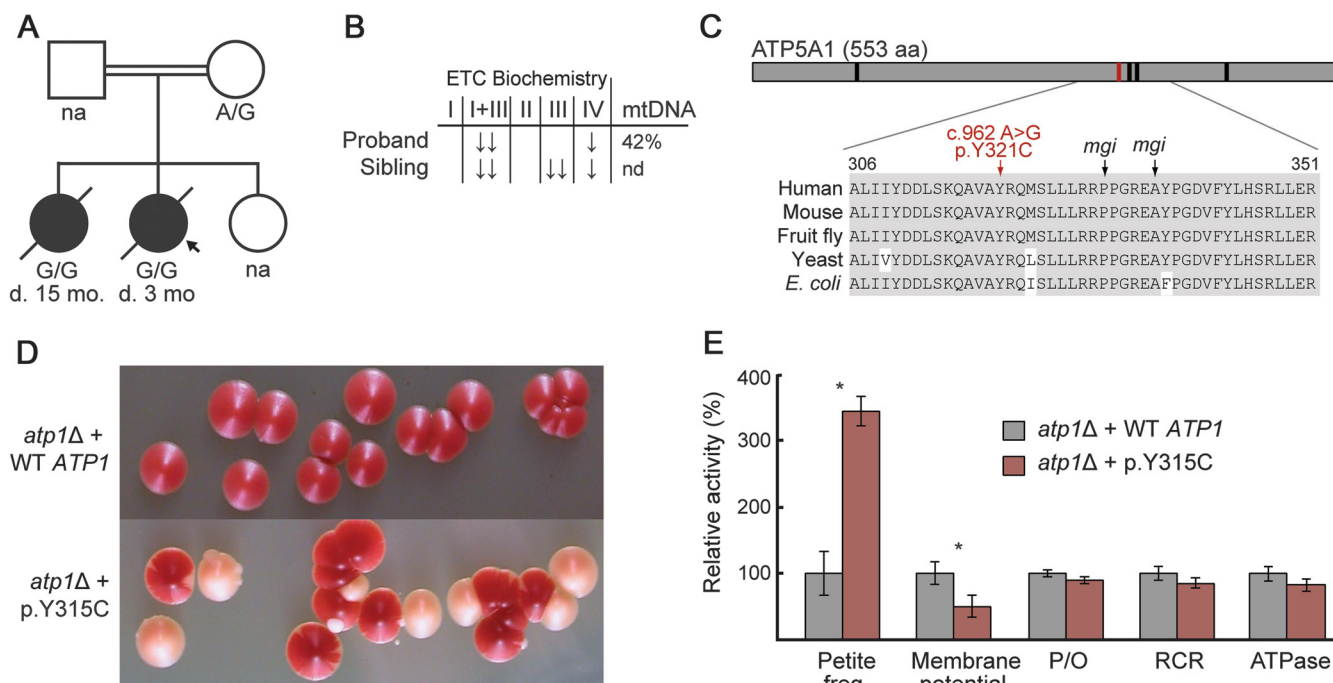 A
na
A/G
G/G
d. 15 mo.
G/G
d. 3 mo
na
B
ETC Biochemistry
I I+III II III IV mtDNA
Proband ↓↓ ↓ 42%
Sibling ↓↓ ↓↓ ↓ nd
C
ATP5A1 (553 aa)
c.962 A>G
p.Y321C
mgi mgi
306 351
Human ALIIYDDLSKQAVAYRQMSLLLRRPPGREAYPGDVFYLHSRLLER
Mouse ALIIYDDLSKQAVAYRQMSLLLRRPPGREAYPGDVFYLHSRLLER
Fruit fly ALIIYDDLSKQAVAYRQMSLLLRRPPGREAYPGDVFYLHSRLLER
Yeast ALIVYDDLSKQAVAYRQLSLLLRRPPGREAYPGDVFYLHSRLLER
E. coli ALIIYDDLSKQAVAYRQISLLLRRPPGREAFPGDVFYLHSRLLER
D
atp1Δ +
WT ATP1
atp1Δ +
p.Y315C
E
Relative activity (%)
400
300
200
100
* *
atp1Δ + WT ATP1
atp1Δ + p.Y315C
Petite
freq.
Membrane
potential
P/O
RCR
ATPase